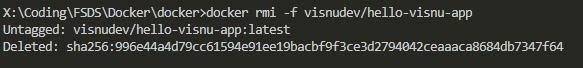 X:\Coding\FSDS\Docker\docker>docker rmi -f visnudev/hello-visnu-app
Untagged: visnudev/hello-visnu-app:latest
Deleted: sha256:996e44a4d79cc61594e91ee19bacbf9f3ce3d2794042ceaaaca8684db7347f64